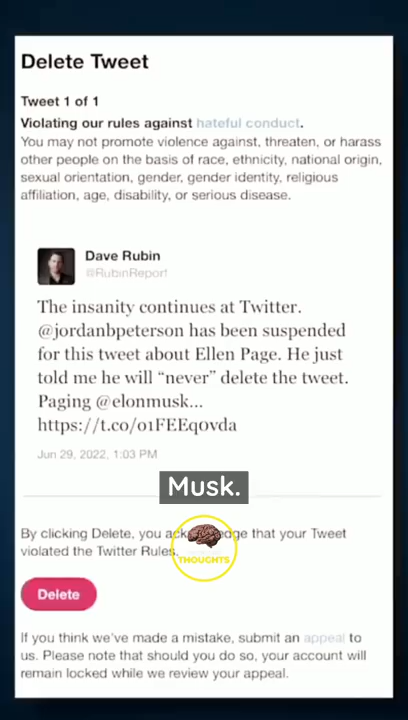 Delete Tweet
Tweet 1 of 1
Violating our rules against hateful conduct.
You may not promote violence against, threaten, or harass
other people on the basis of race, ethnicity, national origin,
sexual orientation, gender, gender identity, religious
affiliation, age, disability, or serious disease.
Dave Rubin
@RubinReport
The insanity continues at Twitter.
@jordanbpeterson has been suspended
for this tweet about Ellen Page. He just
told me he will “never” delete the tweet.
Paging @elonmusk...
https://t.co/o1FEEq0vda
Jun 29, 2022, 1:03 PM
Musk.
By clicking Delete, you acknowledge that your Tweet
violated the Twitter Rules.
THOUGHTS
Delete
If you think we’ve made a mistake, submit an appeal to
us. Please note that should you do so, your account will
remain locked while we review your appeal.